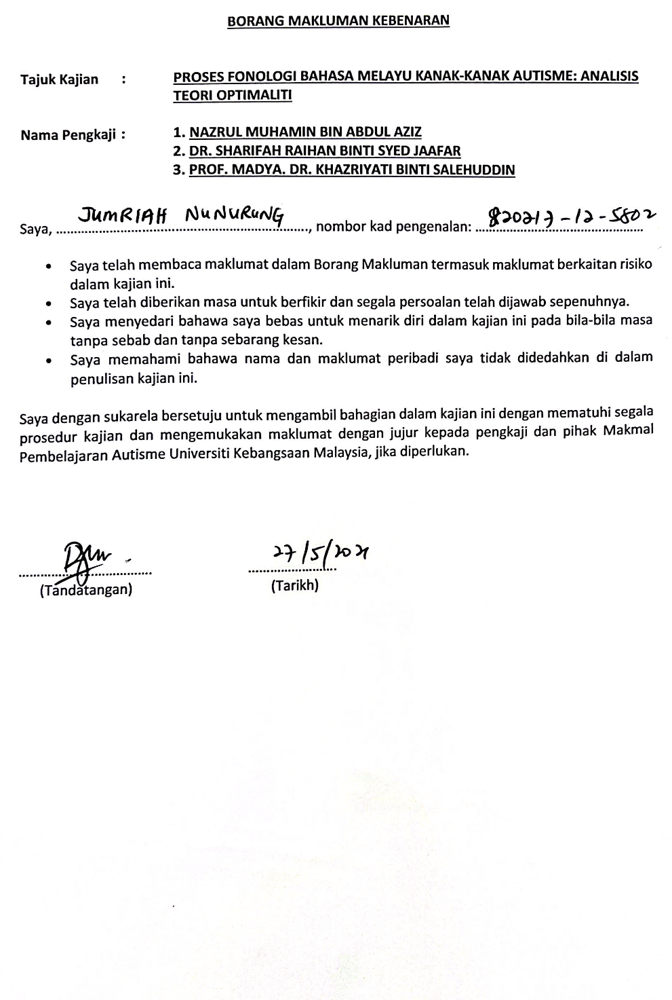 BORANG MAKLUMAN KEBENARAN
Tajuk Kajian : PROSES FONOLOGI BAHASA MELAYU KANAK-KANAK AUTISME: ANALISIS
TEORI OPTIMALITI
Nama Pengkaji : 1. NAZRUL MUHAMIN BIN ABDUL AZIZ
2. DR. SHARIFAH RAIHAN BINTI SYED JAAFAR
3. PROF. MADYA. DR. KHAZRIYATI BINTI SALEHUDDIN
Saya, JUMRIAH NUNURUNG, nombor kad pengenalan: 820217-12-5802
• Saya telah membaca maklumat dalam Borang Makluman termasuk maklumat berkaitan risiko
dalam kajian ini.
• Saya telah diberikan masa untuk berfikir dan segala persoalan telah dijawab sepenuhnya.
• Saya menyedari bahawa saya bebas untuk menarik diri dalam kajian ini pada bila-bila masa
tanpa sebab dan tanpa sebarang kesan.
• Saya memahami bahawa nama dan maklumat peribadi saya tidak didedahkan di dalam
penulisan kajian ini.
Saya dengan sukarela bersetuju untuk mengambil bahagian dalam kajian ini dengan mematuhi segala
prosedur kajian dan mengemukakan maklumat dengan jujur kepada pengkaji dan pihak Makmal
Pembelajaran Autisme Universiti Kebangsaan Malaysia, jika diperlukan.
27/5/2021
(Tandatangan) (Tarikh)